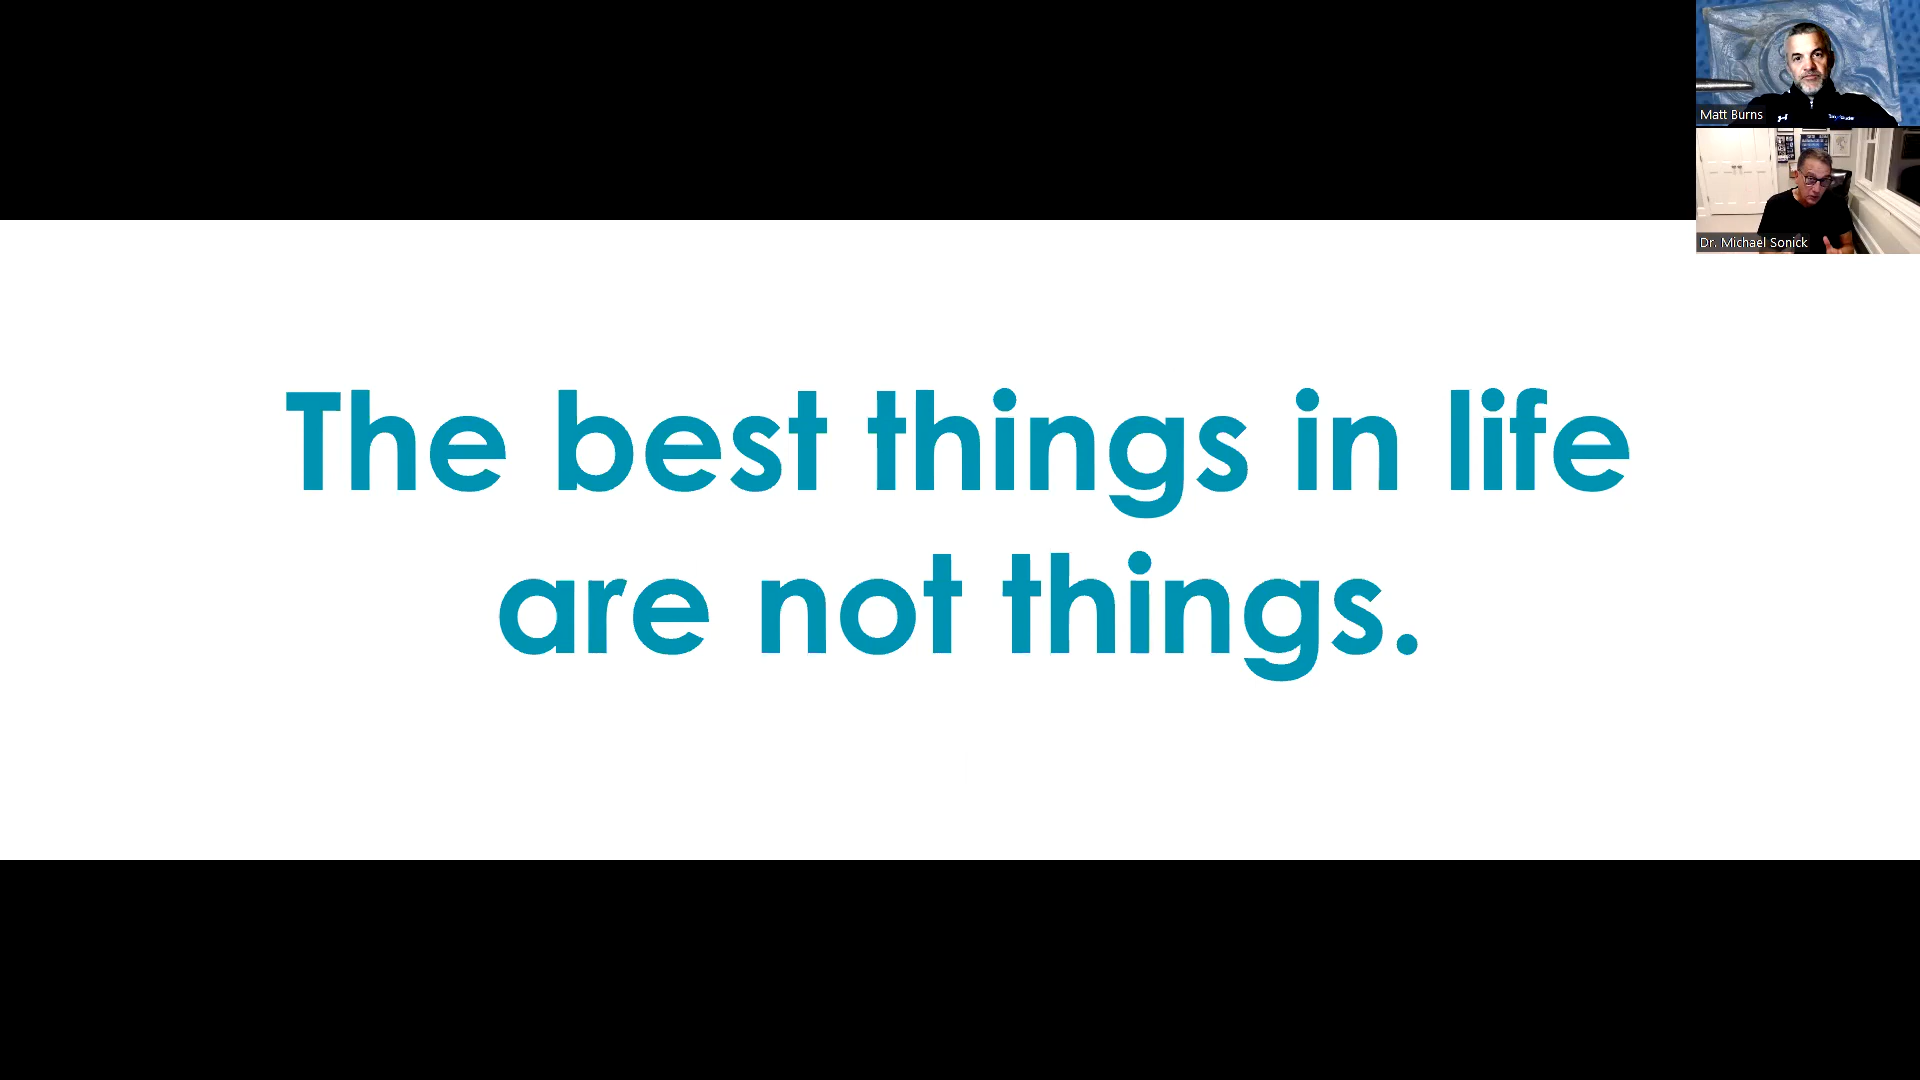 Matt Burns
Dr. Michael Sonick
The best things in life
are not things.